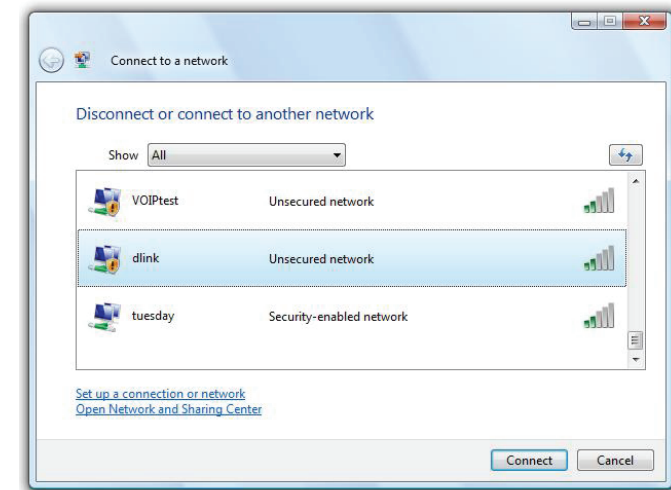 Connect to a network
Disconnect or connect to another network
Show All
VOIPtest Unsecured network
dlink Unsecured network
tuesday Security-enabled network
Set up a connection or network
Open Network and Sharing Center
Connect Cancel